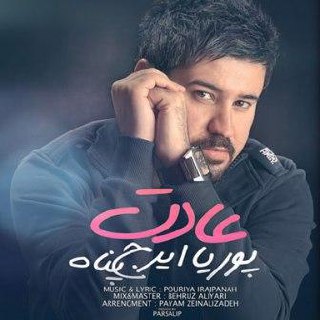 عادت
پوریا ایرج پناه
MUSIC & LYRIC : POURIYA IRAJPANAH
MIX&MASTER : BEHRUZ ALIYARI
ARRENGMENT : PAYAM ZEINALIZADEH
PARSALIP